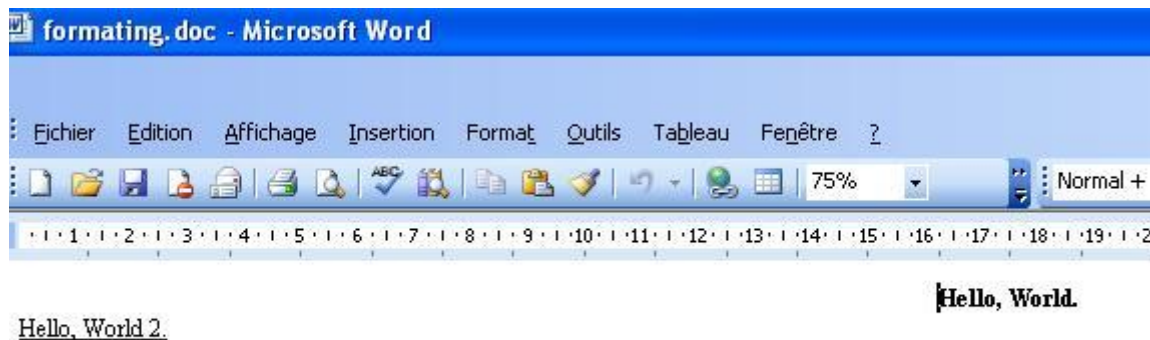 formating.doc - Microsoft Word
Fichier Edition Affichage Insertion Format Outils Tableau Fenêtre ?
ABC 75% Normal +
1 2 3 4 5 6 7 8 9 10 11 12 13 14 15 16 17 18 19 2
Hello, World.
Hello, World 2.